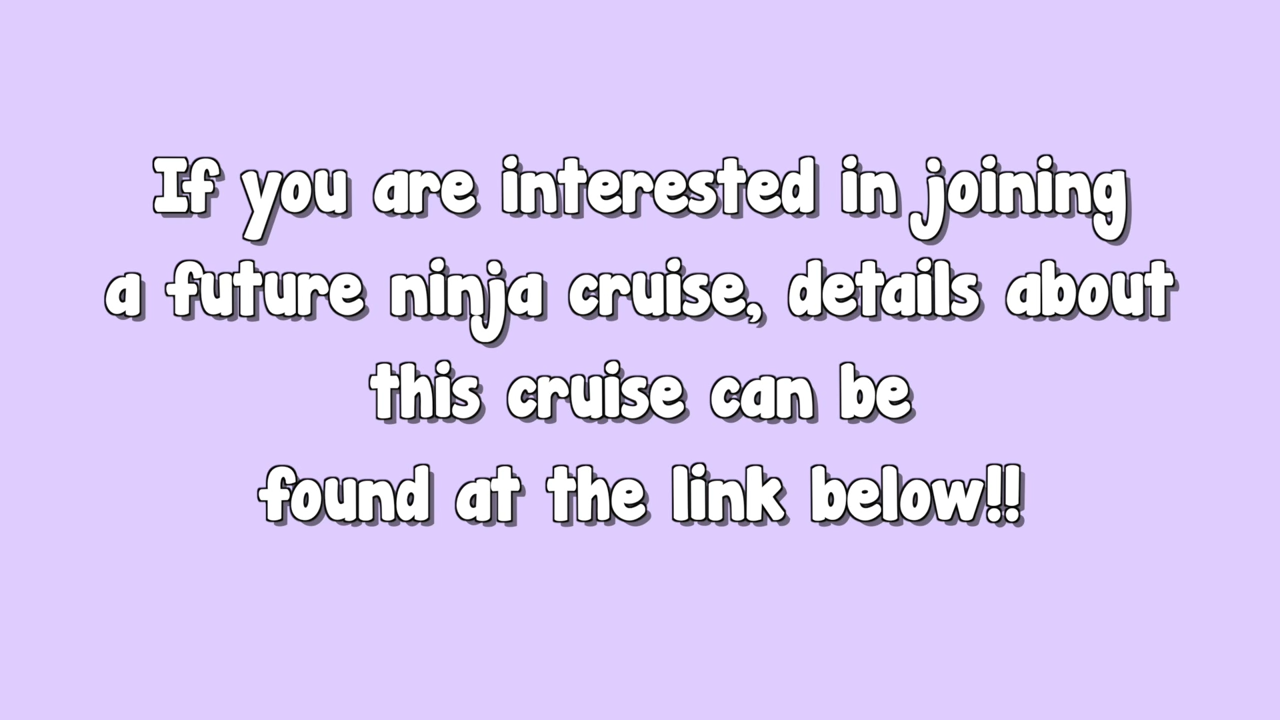 If you are interested in joining
a future ninja cruise, details about
this cruise can be
found at the link below!!